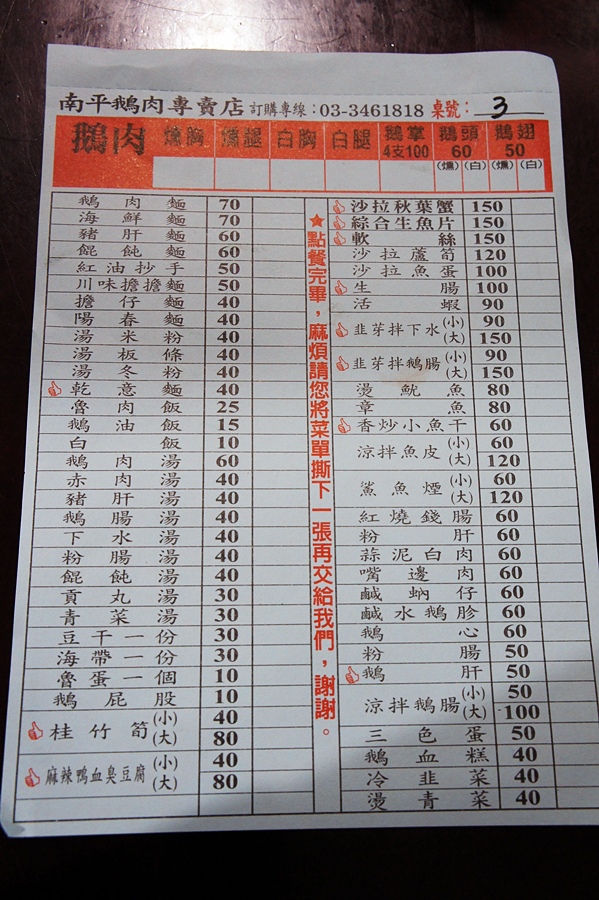 南平鵝肉專賣店 訂購專線：03-3461818 桌號： 3
鵝肉 燻胸 燻腿 白胸 白腿 鵝掌 4支100 鵝頭 60 鵝翅 50
(燻) (白) (燻) (白)
鵝肉麵 70
海鮮麵 70
豬肝麵 60
餛飩麵 60
紅油抄手 50
川味擔擔麵 50
擔仔麵 40
陽春麵 40
湯米粉 40
湯板條 40
湯冬粉 40
乾意麵 40
魯肉飯 25
鵝油飯 15
白飯 10
鵝肉湯 60
赤肉湯 40
豬肝湯 40
鵝腸湯 40
下水湯 40
粉腸湯 40
餛飩湯 40
貢丸湯 30
青菜湯 30
豆干一份 30
海帶一份 30
魯蛋一個 10
鵝屁股 10
桂竹筍 (小) 40
(大) 80
麻辣鴨血臭豆腐 (小) 40
(大) 80
★點餐完畢，麻煩請您將菜單撕下一張再交給我們，謝謝。
沙拉秋葉蟹 150
綜合生魚片 150
軟絲 150
沙拉蘆筍 120
沙拉魚蛋 100
生腸 100
活蝦 90
韭芽拌下水 (小) 90
(大) 150
韭芽拌鵝腸 (小) 90
(大) 150
燙魷魚 80
章魚 80
香炒小魚干 60
涼拌魚皮 (小) 60
(大) 120
鯊魚煙 (小) 60
(大) 120
紅燒錢腸 60
粉肝 60
蒜泥白肉 60
嘴邊肉 60
鹹蚋仔 60
鹹水鵝胗 60
鵝心 60
粉腸 50
鵝肝 50
涼拌鵝腸 (小) 50
(大) 100
三色蛋 50
鵝血糕 40
冷韭菜 40
燙青菜 40